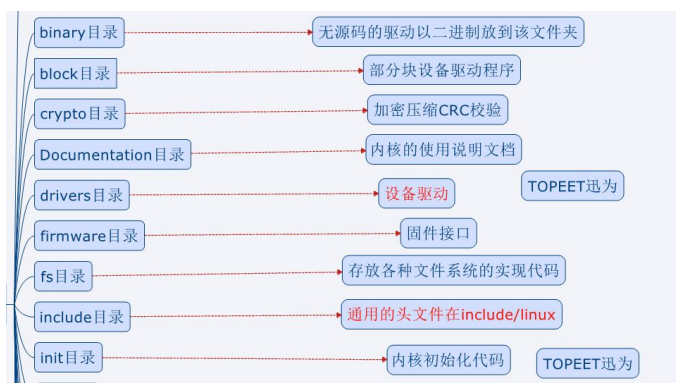 binary目录
无源码的驱动以二进制放到该文件夹
block目录
部分块设备驱动程序
crypto目录
加密压缩CRC校验
Documentation目录
内核的使用说明文档
drivers目录
设备驱动
TOPEET迅为
firmware目录
固件接口
fs目录
存放各种文件系统的实现代码
include目录
通用的头文件在include/linux
init目录
内核初始化代码
TOPEET迅为